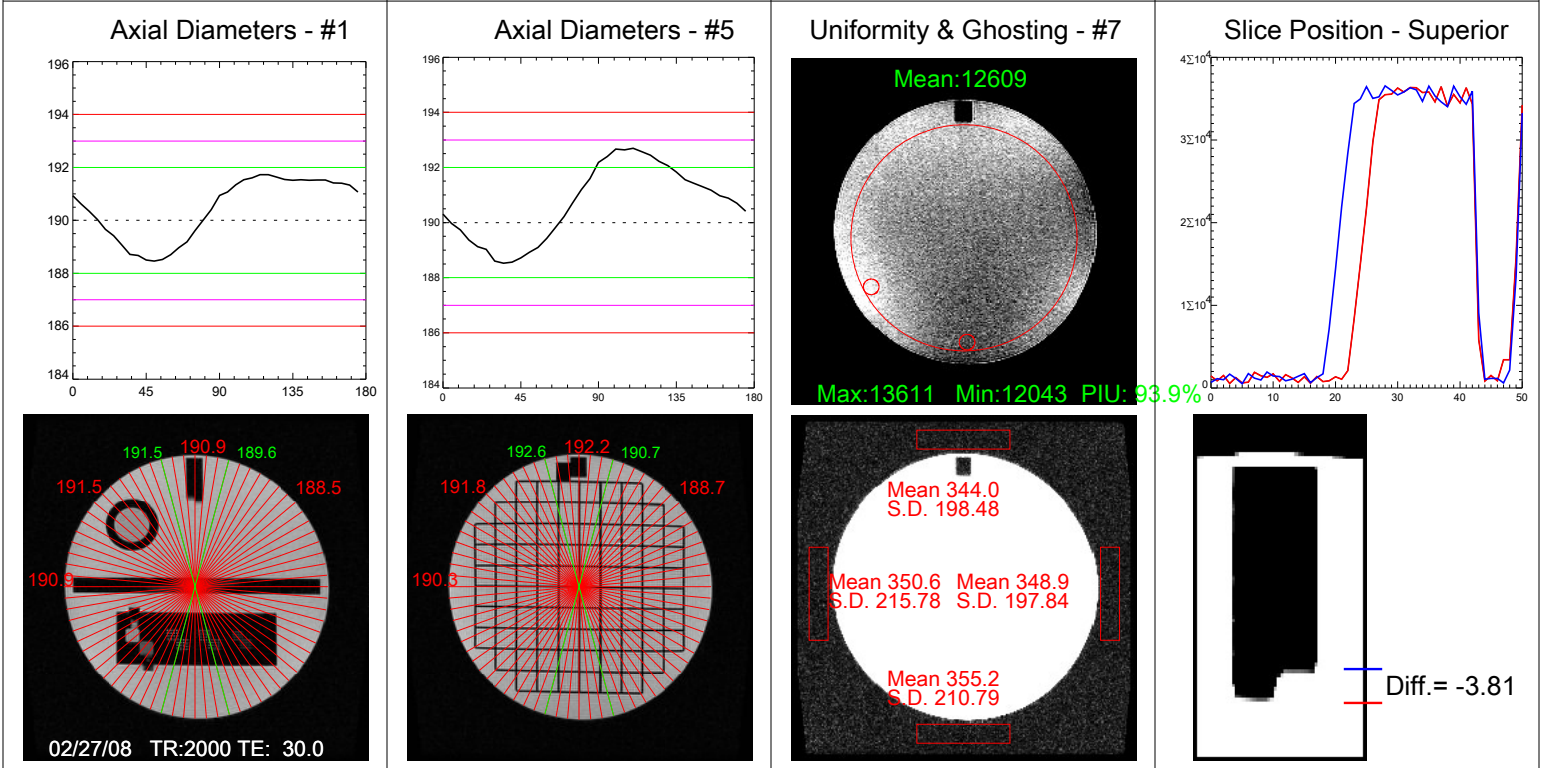 Axial Diameters - #1
Axial Diameters - #5
Uniformity & Ghosting - #7
Slice Position - Superior
196
194
192
190
188
186
184
0 45 90 135 180
196
194
192
190
188
186
184
0 45 90 135 180
Mean:12609
Max:13611 Min:12043 PIU: 93.9%
4Σ10⁴
3Σ10⁴
2Σ10⁴
1Σ10⁴
0
0 10 20 30 40 50
191.5 190.9 189.6
191.5 188.5
190.9
02/27/08 TR:2000 TE: 30.0
192.6 192.2 190.7
191.8 188.7
190.3
Mean 344.0
S.D. 198.48
Mean 350.6 Mean 348.9
S.D. 215.78 S.D. 197.84
Mean 355.2
S.D. 210.79
Diff.= -3.81